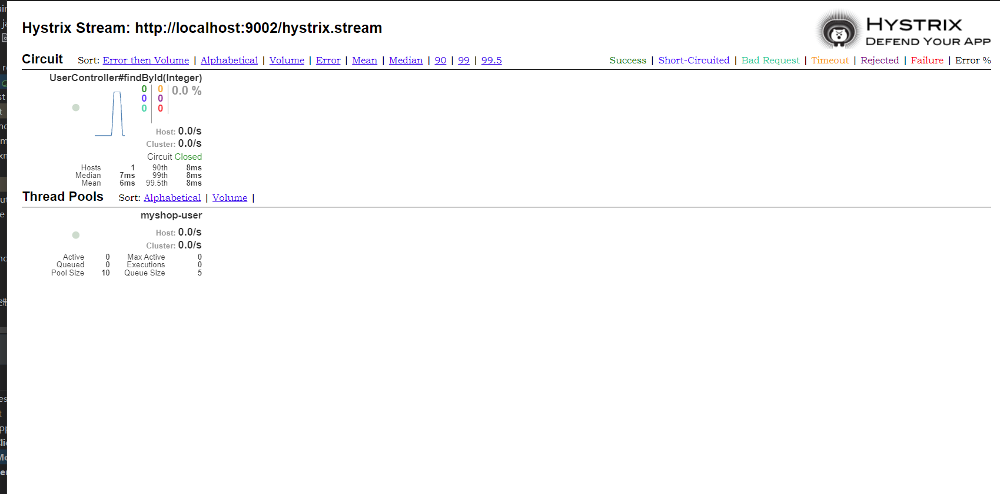 Hystrix Stream: http://localhost:9002/hystrix.stream
HYSTRIX
DEFEND YOUR APP
Circuit Sort: Error then Volume | Alphabetical | Volume | Error | Mean | Median | 90 | 99 | 99.5
Success | Short-Circuited | Bad Request | Timeout | Rejected | Failure | Error %
UserController#findById(Integer)
0 0 0.0 %
0 0
0 0
Host: 0.0/s
Cluster: 0.0/s
Circuit Closed
Hosts 1 90th 8ms
Median 7ms 99th 8ms
Mean 6ms 99.5th 8ms
Thread Pools Sort: Alphabetical | Volume |
myshop-user
Host: 0.0/s
Cluster: 0.0/s
Active 0 Max Active 0
Queued 0 Executions 0
Pool Size 10 Queue Size 5